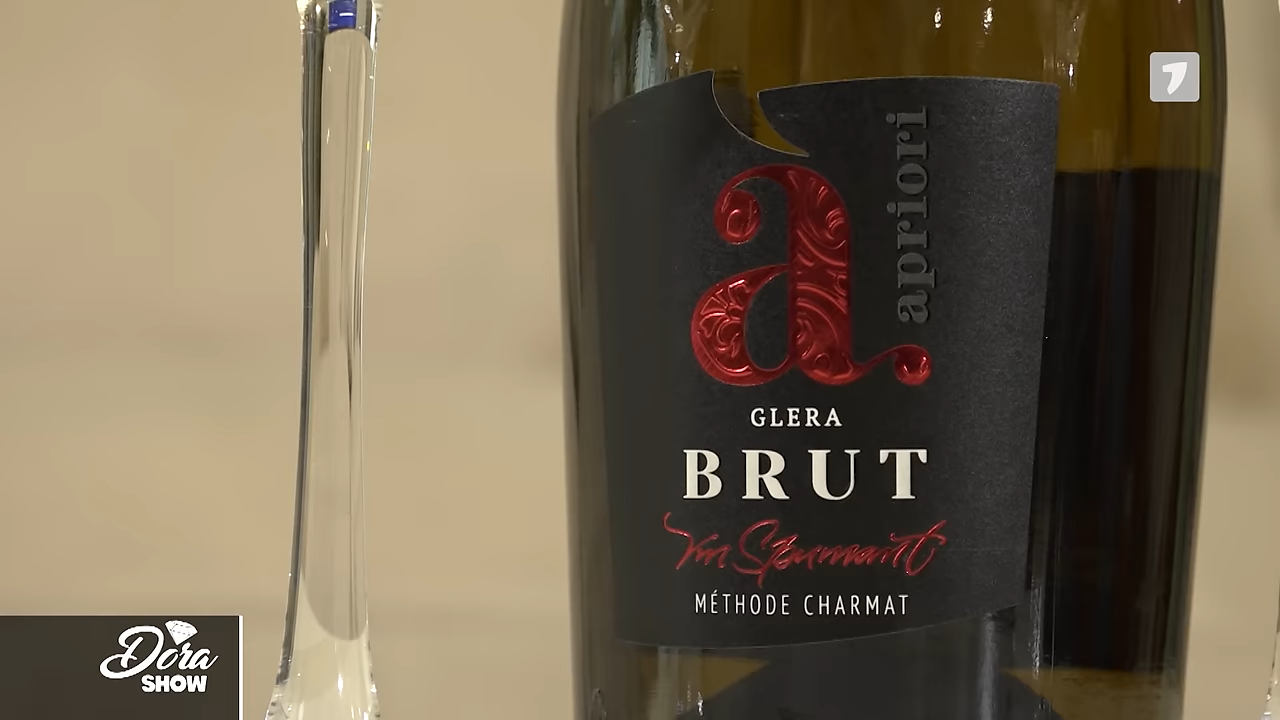 a.
apriori
GLERA
BRUT
Vin Spumant
MÉTHODE CHARMAT
Dora
SHOW